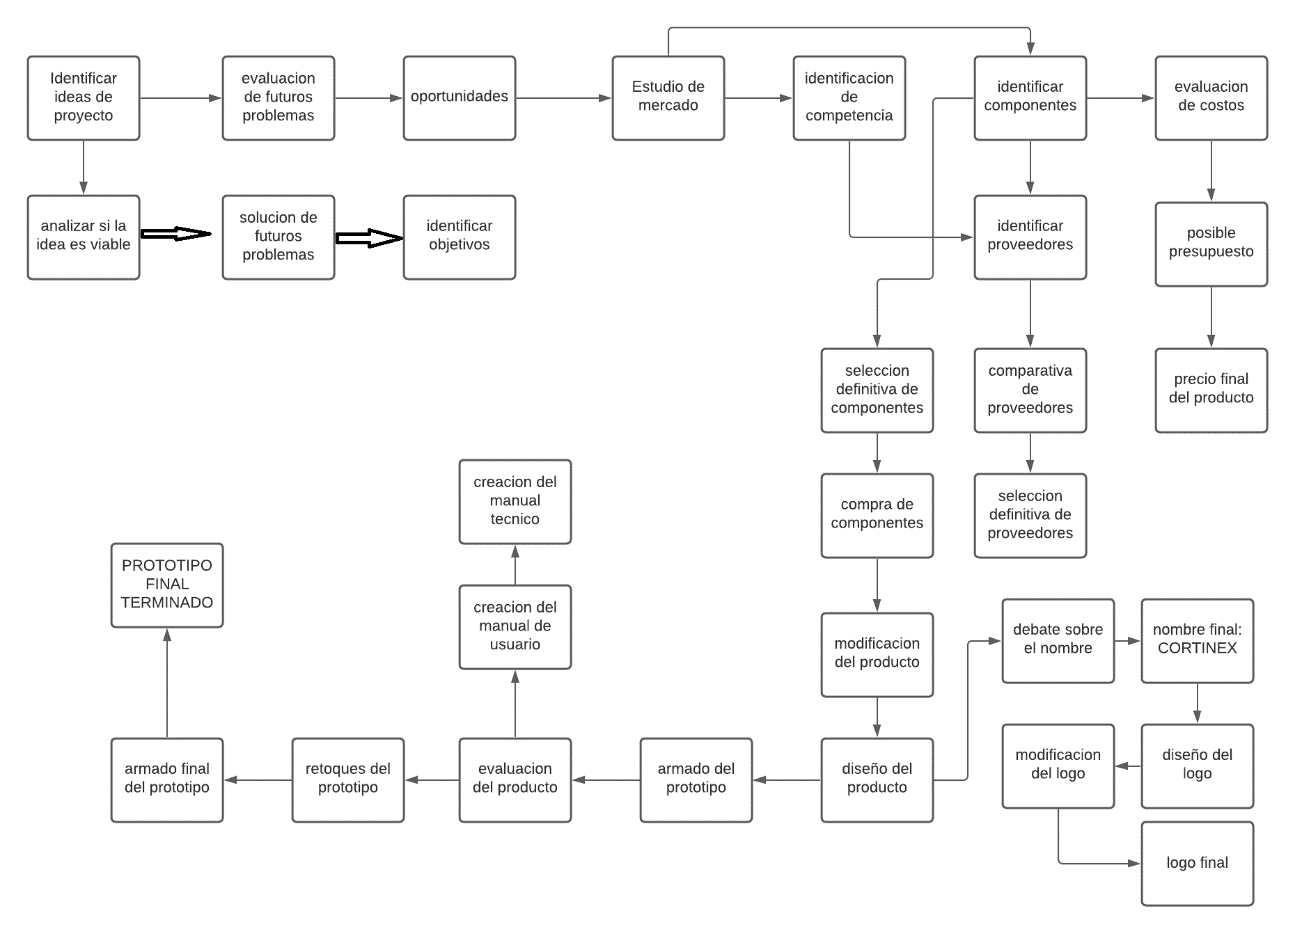 Identificar
ideas de
proyecto
evaluacion
de futuros
problemas
oportunidades
Estudio de
mercado
identificacion
de
competencia
identificar
componentes
evaluacion
de costos
analizar si la
idea es viable
solucion de
futuros
problemas
identificar
objetivos
identificar
proveedores
posible
presupuesto
seleccion
definitiva de
componentes
comparativa
de
proveedores
precio final
del producto
creacion del
manual
tecnico
compra de
componentes
seleccion
definitiva de
proveedores
PROTOTIPO
FINAL
TERMINADO
creacion del
manual de
usuario
modificacion
del producto
debate sobre
el nombre
nombre final:
CORTINEX
armado final
del prototipo
retoques del
prototipo
evaluacion
del producto
armado del
prototipo
diseño del
producto
modificacion
del logo
diseño del
logo
logo final